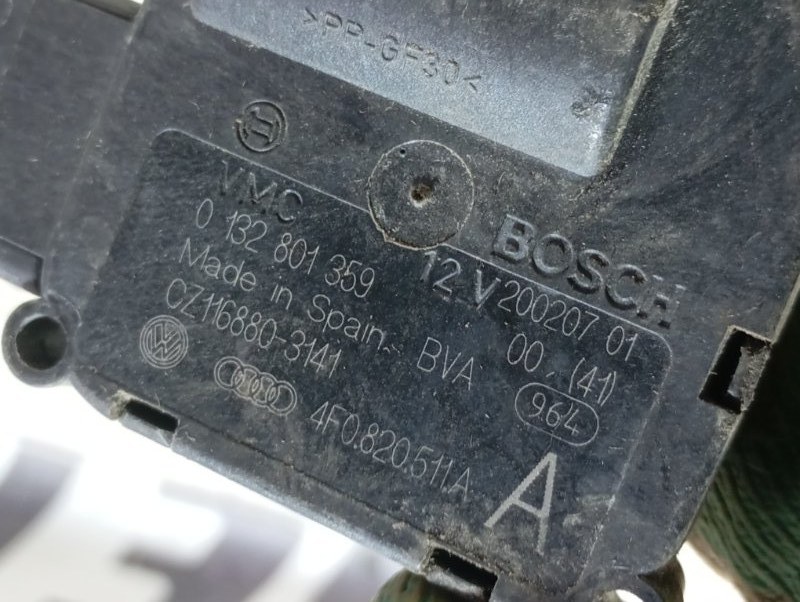 >PP-GF30<
VMC
BOSCH
0 132 801 359
12 V
200207 01
Made in Spain
BVA
00 (41)
CZ116880-3141
964
4F0.820.511.A
A